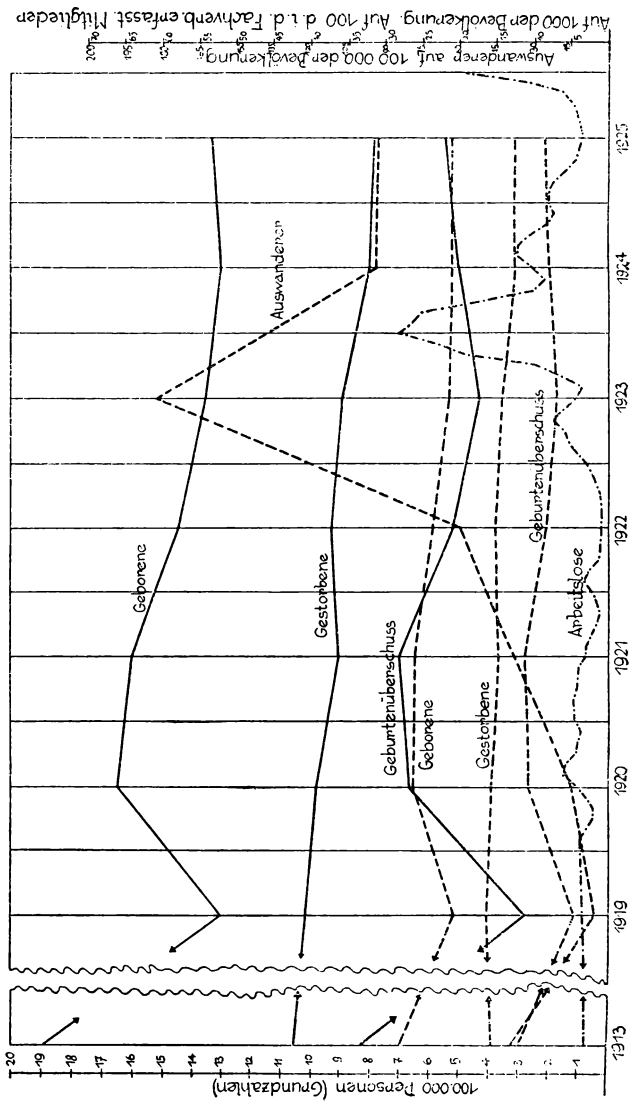 Auf 1000 der Bevölkerung. Auf 100 d. i. d. Fachverb. erfasst. Mitglieder
Auswanderer auf 100 000 der Bevölkerung
Geborene
Gestorbene
Auswanderer
Geburtenüberschuss
Geborene
Gestorbene
Geburtenüberschuss
Arbeitslose
1913
1919
1920
1921
1922
1923
1924
1925
20
19
18
17
16
15
14
13
12
11
10
9
8
7
6
5
4
3
2
1
100.000 Personen (Grundzahlen)